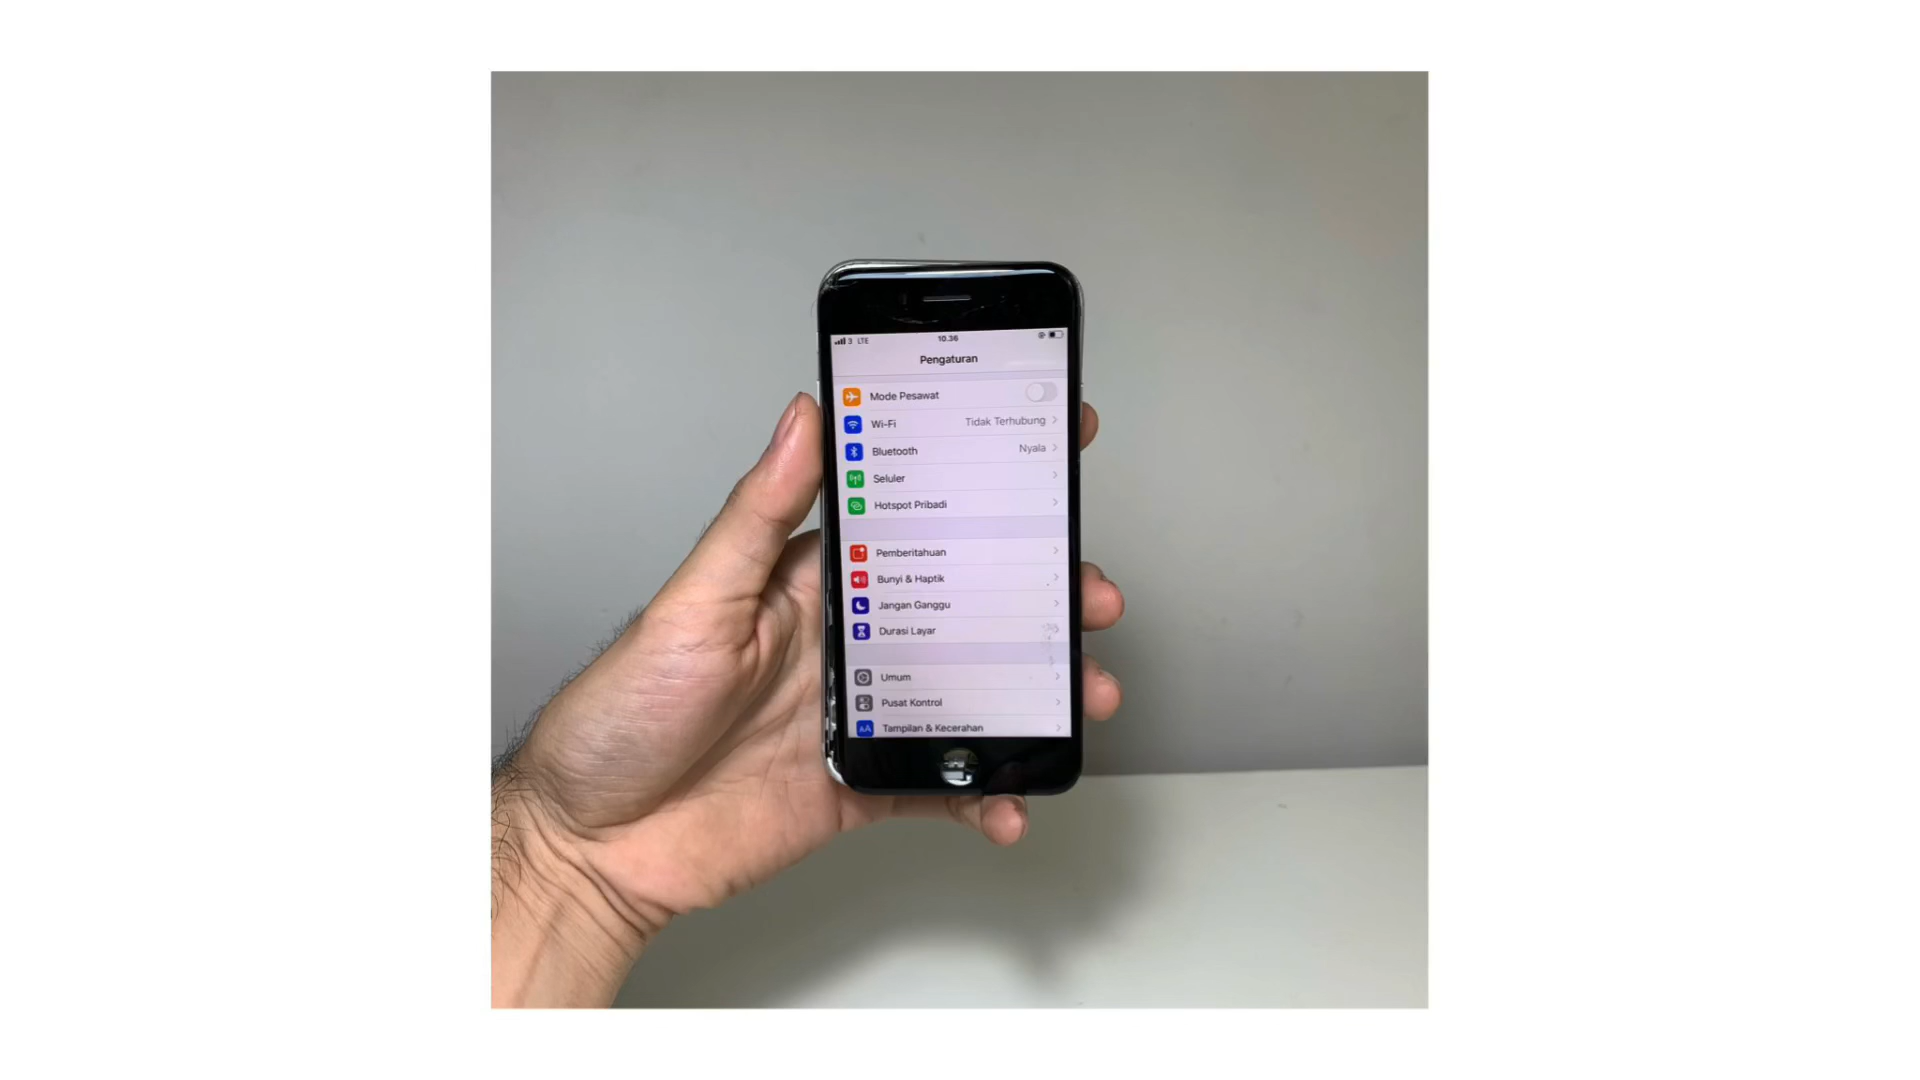 3 LTE 10.36
Pengaturan
Mode Pesawat
Wi-Fi Tidak Terhubung
Bluetooth Nyala
Seluler
Hotspot Pribadi
Pemberitahuan
Bunyi & Haptik
Jangan Ganggu
Durasi Layar
Umum
Pusat Kontrol
AA Tampilan & Kecerahan